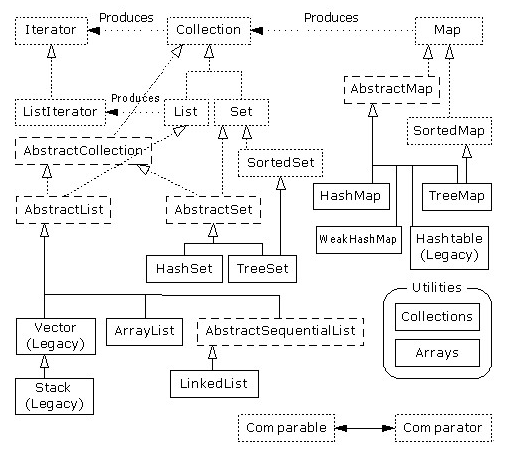 Produces
Produces
Iterator
Collection
Map
AbstractMap
Produces
ListIterator
List
Set
SortedMap
AbstractCollection
SortedSet
HashMap
TreeMap
AbstractList
AbstractSet
WeakHashMap
Hashtable
(Legacy)
HashSet
TreeSet
Utilities
Collections
Vector
(Legacy)
ArrayList
AbstractSequentialList
Arrays
Stack
(Legacy)
LinkedList
Comparable
Comparator